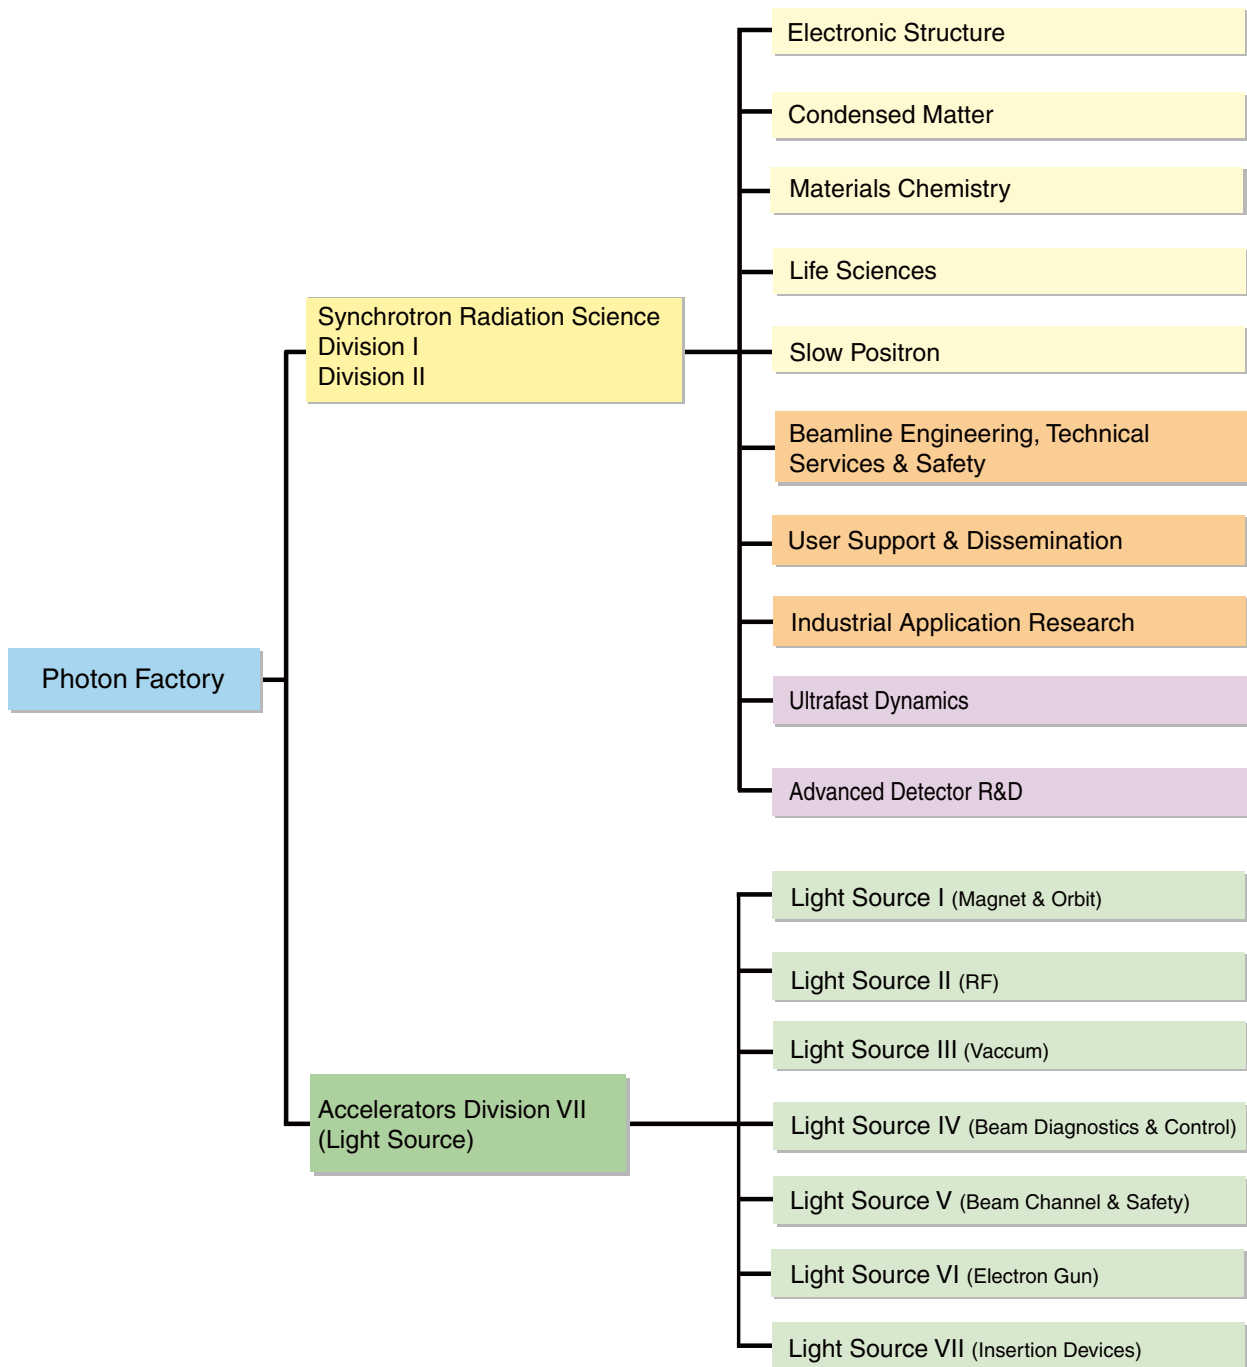 Electronic Structure
Condensed Matter
Materials Chemistry
Life Sciences
Synchrotron Radiation Science
Division I
Division II
Slow Positron
Beamline Engineering, Technical
Services & Safety
User Support & Dissemination
Industrial Application Research
Photon Factory
Ultrafast Dynamics
Advanced Detector R&D
Light Source I (Magnet & Orbit)
Light Source II (RF)
Light Source III (Vaccum)
Accelerators Division VII
(Light Source)
Light Source IV (Beam Diagnostics & Control)
Light Source V (Beam Channel & Safety)
Light Source VI (Electron Gun)
Light Source VII (Insertion Devices)